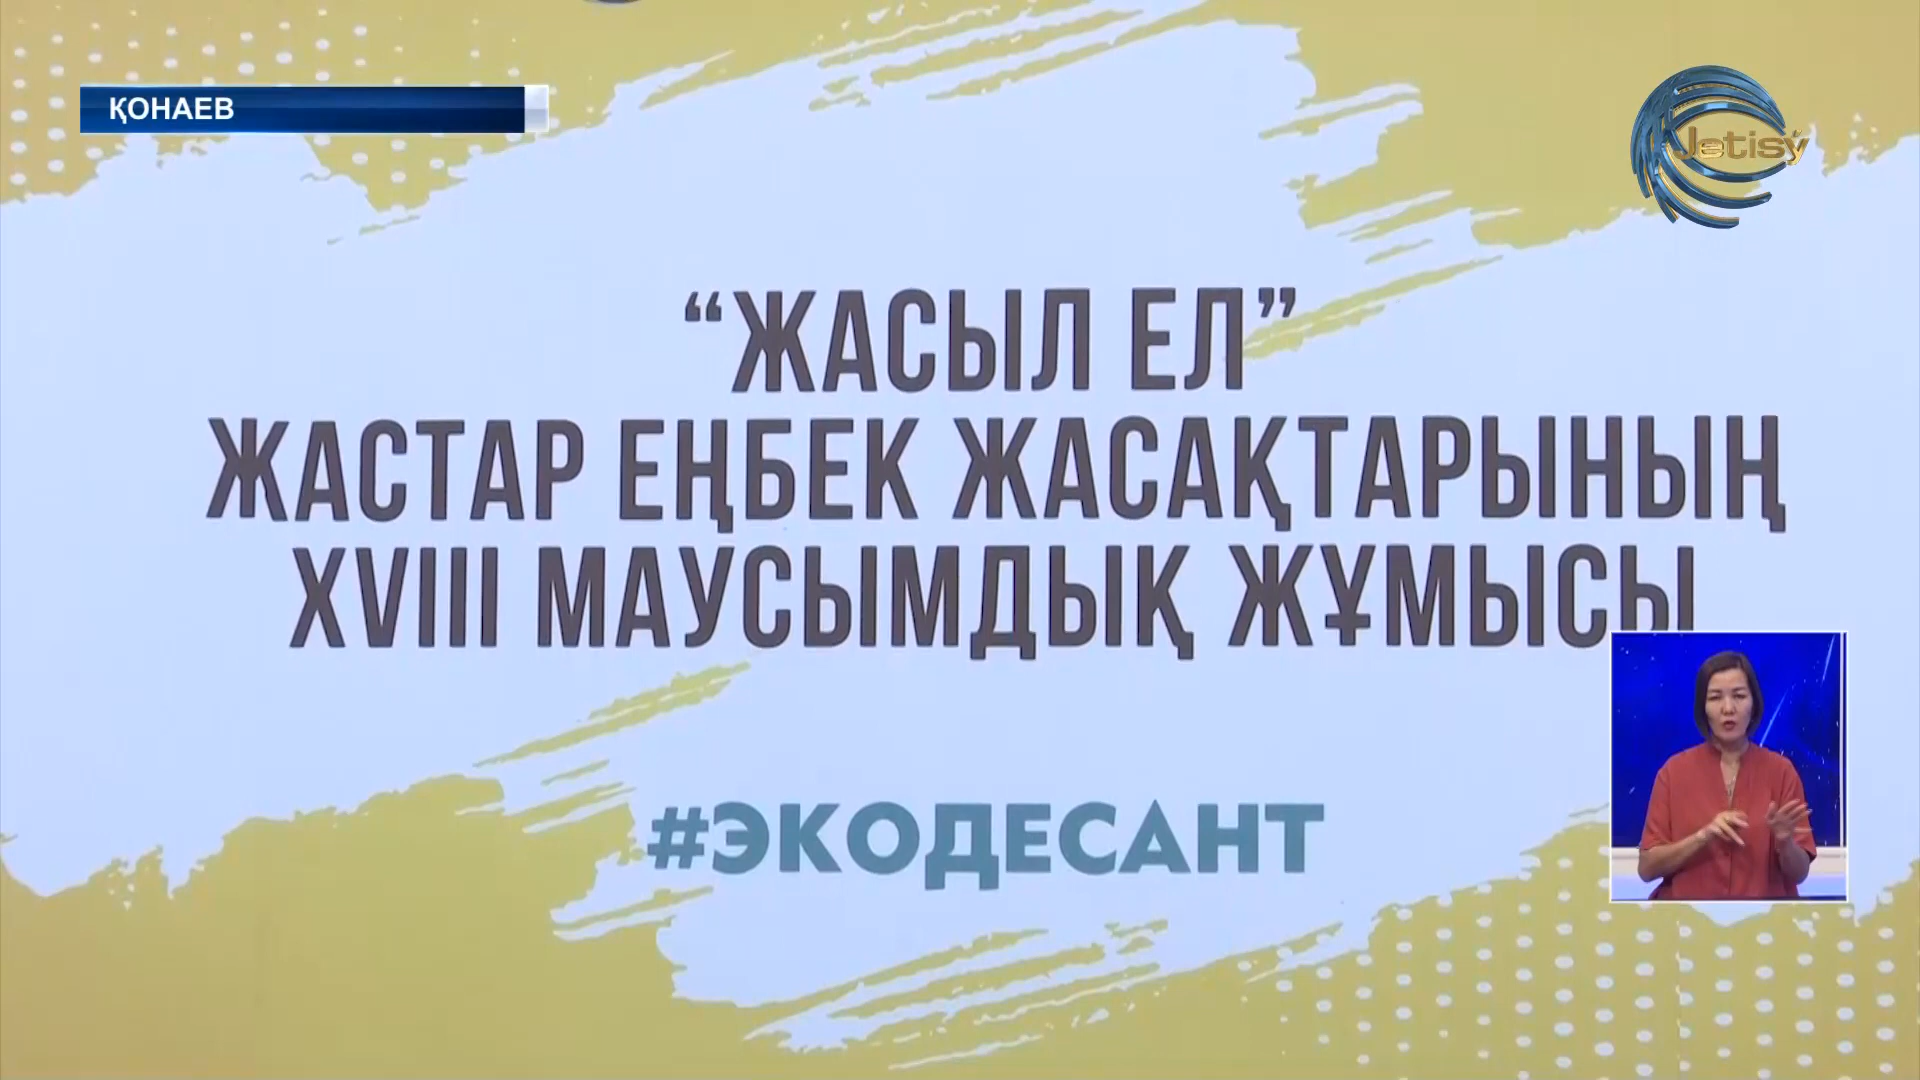 ҚОНАЕВ
Jetisý
“ЖАСЫЛ ЕЛ”
ЖАСТАР ЕҢБЕК ЖАСАҚТАРЫНЫҢ
XVIII МАУСЫМДЫҚ ЖҰМЫСЫ
#ЭКОДЕСАНТ